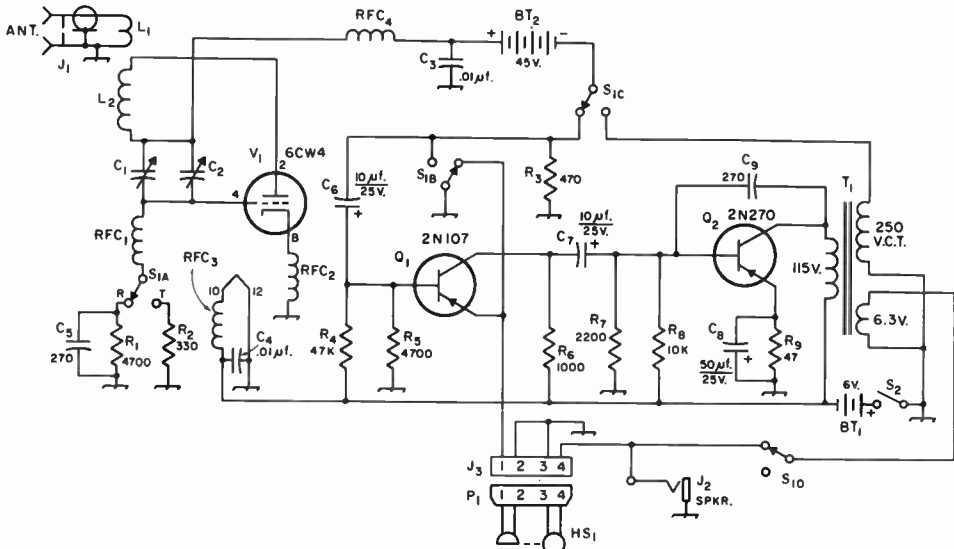 ANT.
J1
L1
L2
RFC4
BT2
+
−
45V.
C3
.01µf.
S1C
C1
C2
V1
6CW4
2
4
8
RFC1
RFC2
RFC3
S1A
R
T
C5
270
R1
4700
R2
330
10
12
C4
.01µf.
C6
10µf.
25V.
+
S1B
2N107
Q1
R3
470
10µf.
25V.
C7
+
R4
47K
R5
4700
R6
1000
R7
2200
R8
10K
C9
270
Q2
2N270
C8
50µf.
25V.
+
R9
47
T1
115V.
250
V.C.T.
6.3V.
6V.
+
BT1
S2
J3
1 2 3 4
P1
1 2 3 4
HS1
J2
SPKR.
S1D